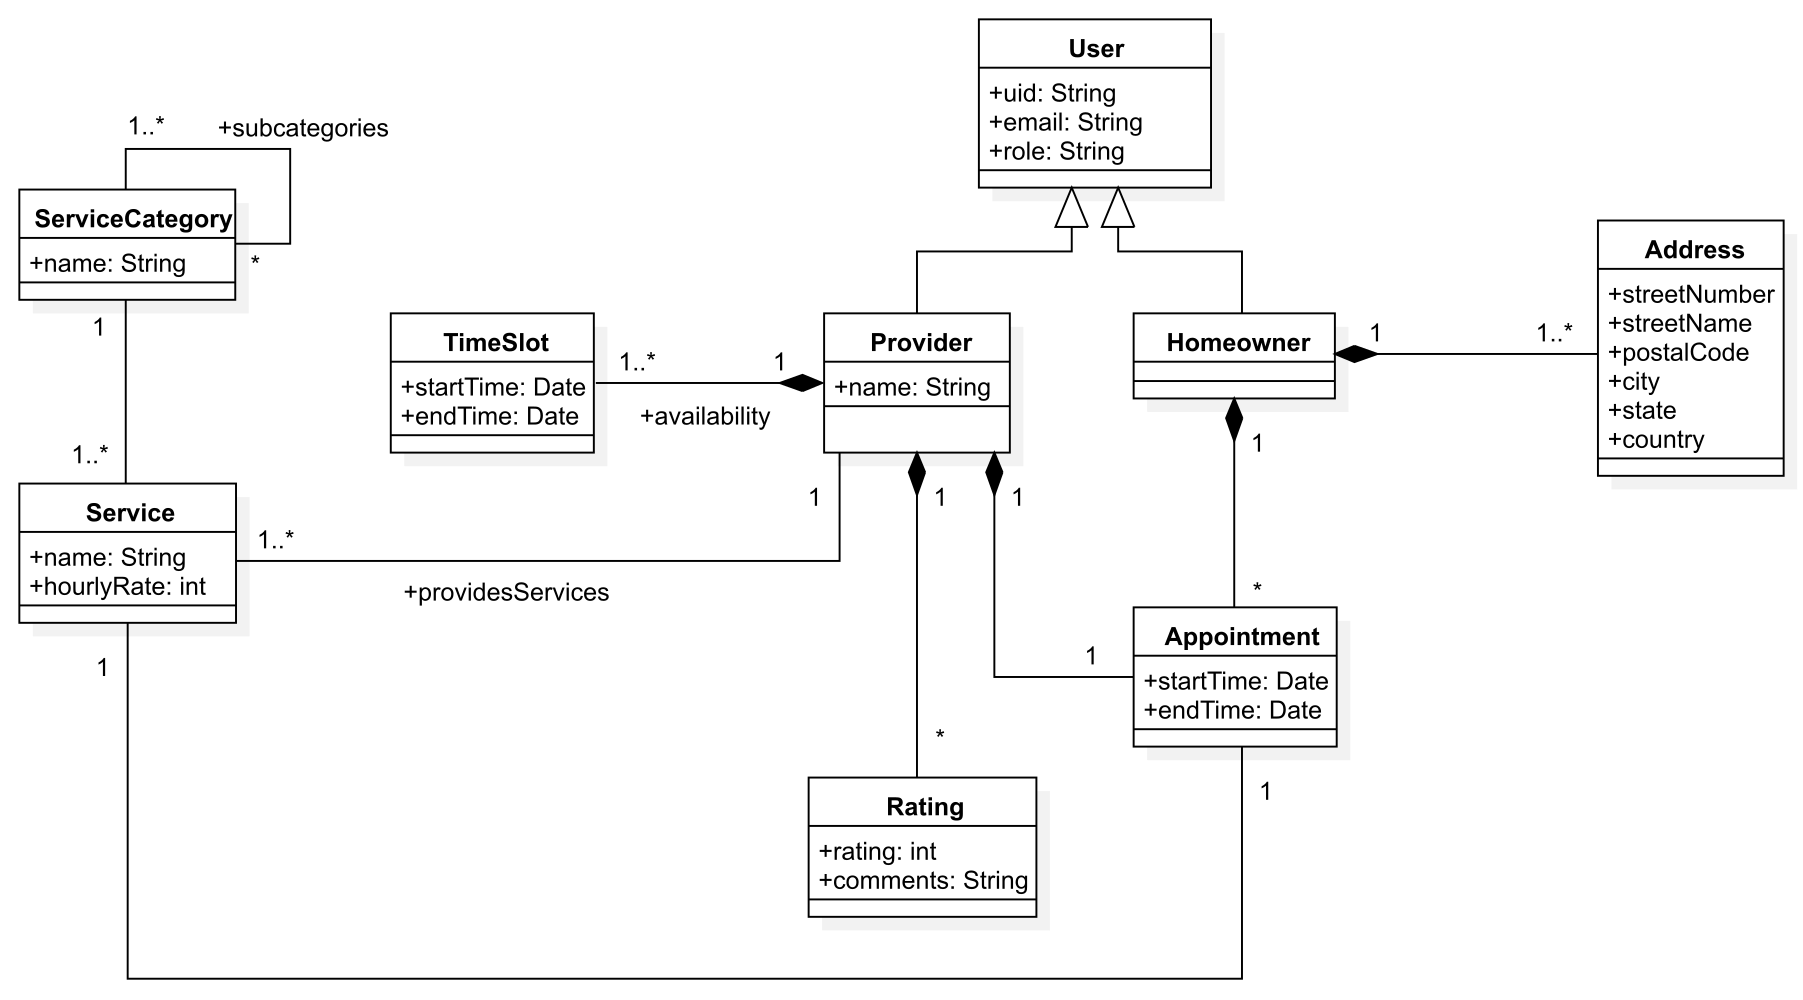 User
+uid: String
+email: String
+role: String
1..*
+subcategories
ServiceCategory
+name: String
*
1
1..*
Service
+name: String
+hourlyRate: int
1..*
+providesServices
1
TimeSlot
+startTime: Date
+endTime: Date
1..*
1
+availability
Provider
+name: String
1
1
1
Homeowner
1
1..*
Address
+streetNumber
+streetName
+postalCode
+city
+state
+country
1
*
Appointment
+startTime: Date
+endTime: Date
1
1
*
Rating
+rating: int
+comments: String